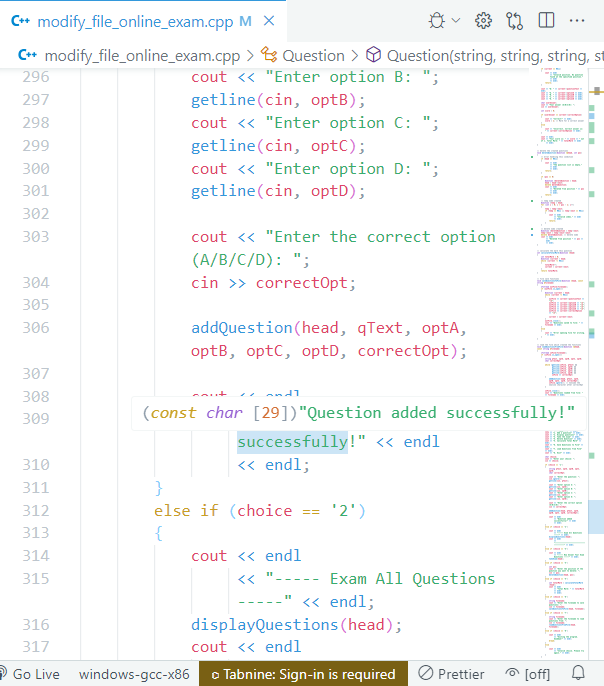 modify_file_online_exam.cpp M
modify_file_online_exam.cpp > Question > Question(string, string, string, st
296 cout << "Enter option B: ";
297 getline(cin, optB);
298 cout << "Enter option C: ";
299 getline(cin, optC);
300 cout << "Enter option D: ";
301 getline(cin, optD);
302
303 cout << "Enter the correct option
(A/B/C/D): ";
304 cin >> correctOpt;
305
306 addQuestion(head, qText, optA,
optB, optC, optD, correctOpt);
307
308 cout << endl
(const char [29])"Question added successfully!"
309
successfully!" << endl
310 << endl;
311 }
312 else if (choice == '2')
313 {
314 cout << endl
315 << "----- Exam All Questions
-----" << endl;
316 displayQuestions(head);
317 cout << endl
Go Live windows-gcc-x86 Tabnine: Sign-in is required Prettier [off]